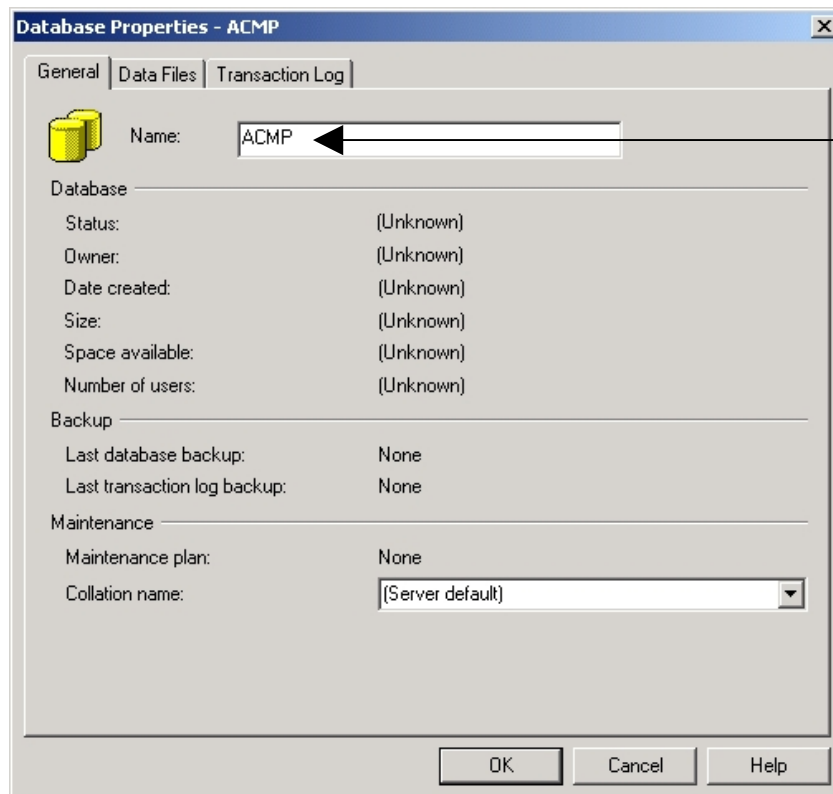 Database Properties - ACMP
General Data Files Transaction Log
Name: ACMP
Database
Status: (Unknown)
Owner: (Unknown)
Date created: (Unknown)
Size: (Unknown)
Space available: (Unknown)
Number of users: (Unknown)
Backup
Last database backup: None
Last transaction log backup: None
Maintenance
Maintenance plan: None
Collation name: (Server default)
OK Cancel Help